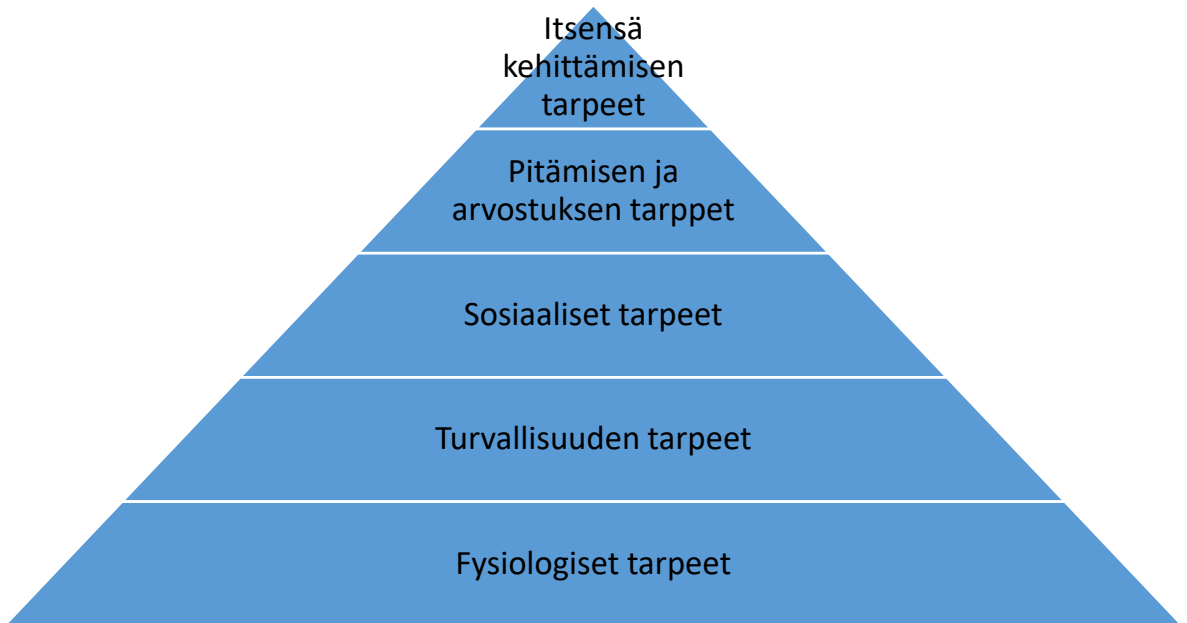 Itsensä
kehittämisen
tarpeet
Pitämisen ja
arvostuksen tarppet
Sosiaaliset tarpeet
Turvallisuuden tarpeet
Fysiologiset tarpeet